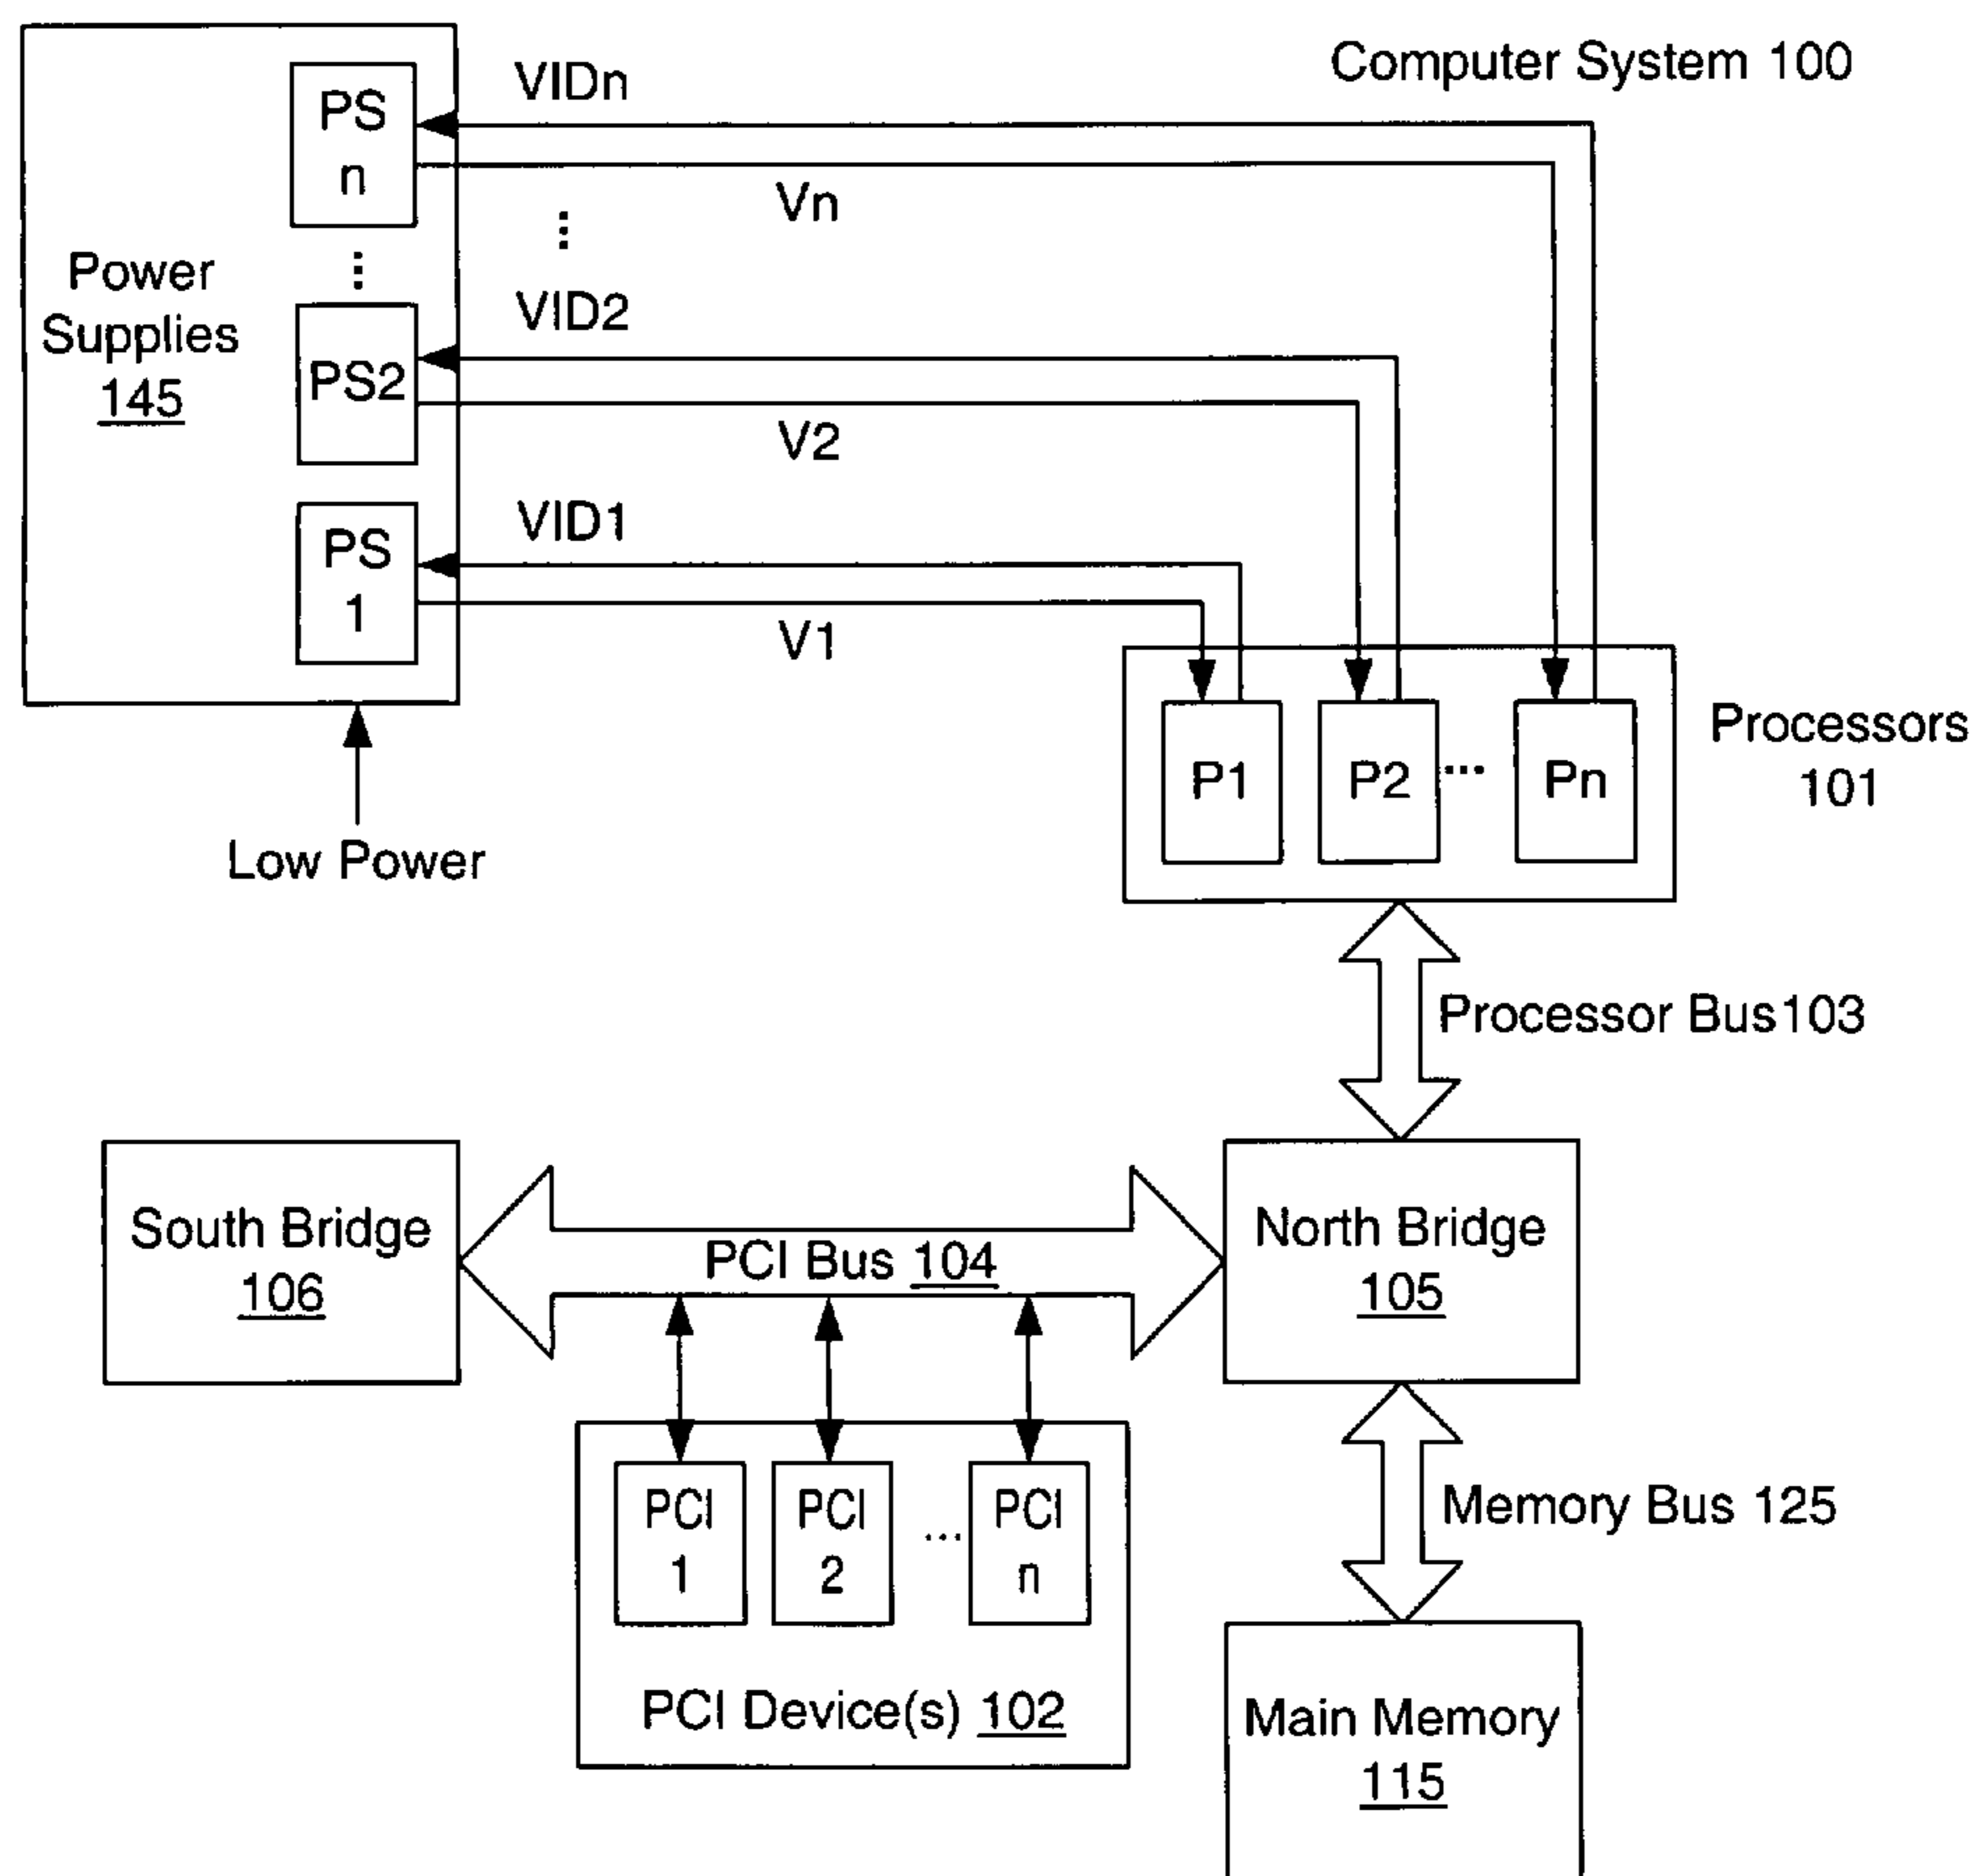 Computer System 100
VIDn
PS
n
Vn
⋮
⋮
Power
Supplies
145
VID2
PS2
V2
VID1
PS
1
V1
Low Power
P1
P2
...
Pn
Processors
101
Processor Bus103
South Bridge
106
PCI Bus 104
North Bridge
105
PCI
1
PCI
2
...
PCI
n
PCI Device(s) 102
Memory Bus 125
Main Memory
115